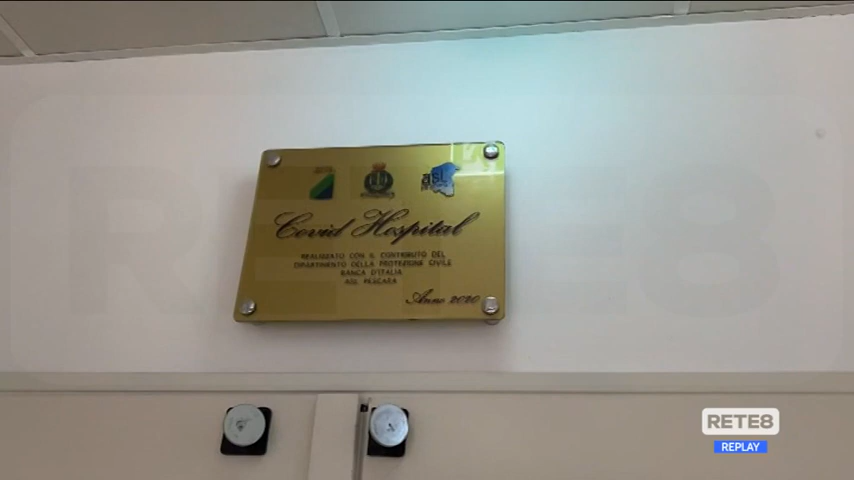 asl
Covid Hospital
REALIZZATO CON IL CONTRIBUTO DEL
DIPARTIMENTO DELLA PROTEZIONE CIVILE
BANCA D'ITALIA
ASL PESCARA
Anno 2020
RETE8
REPLAY